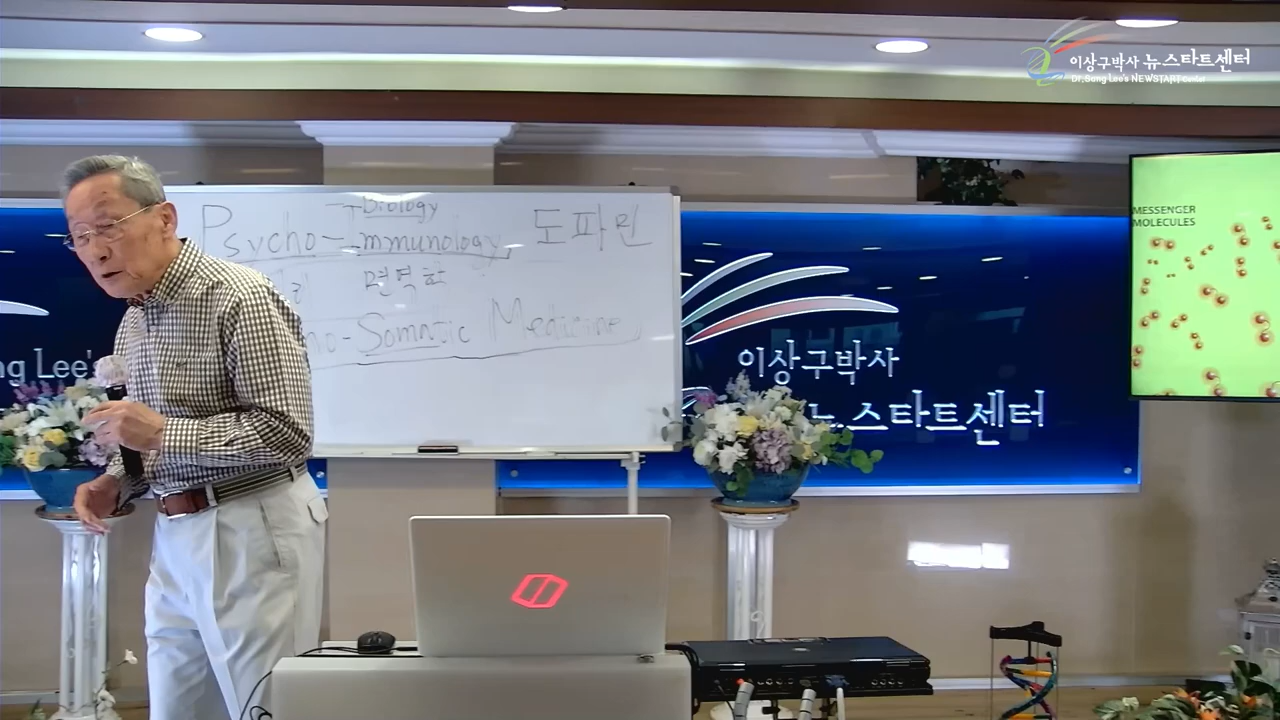 이상구박사 뉴스타트센터
Dr. Sang Lee's NEWSTART Center
Biology
Psycho-Immunology 도파민
면역학
Somatic Medicine
MESSENGER
MOLECULES
ng Lee's
이상구박사
뉴스타트센터